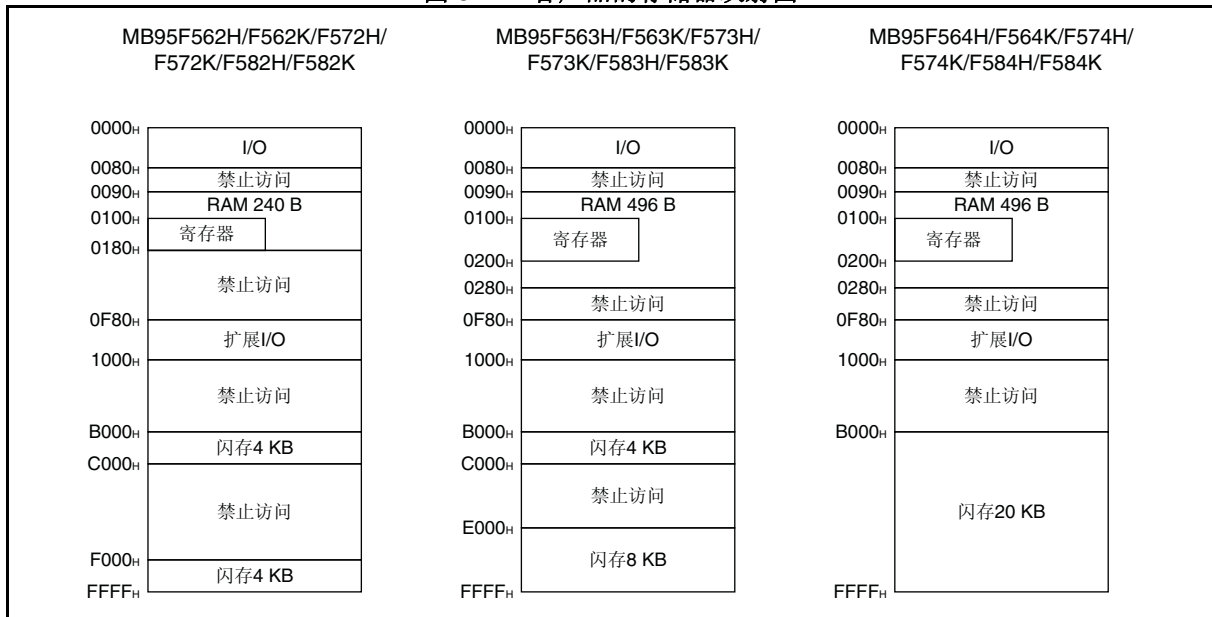 MB95F562H/F562K/F572H/
F572K/F582H/F582K
0000H
I/O
0080H
禁止访问
0090H
RAM 240 B
0100H
寄存器
0180H
禁止访问
0F80H
扩展I/O
1000H
禁止访问
B000H
闪存4 KB
C000H
禁止访问
F000H
闪存4 KB
FFFFH
MB95F563H/F563K/F573H/
F573K/F583H/F583K
0000H
I/O
0080H
禁止访问
0090H
RAM 496 B
0100H
寄存器
0200H
0280H
禁止访问
0F80H
扩展I/O
1000H
禁止访问
B000H
闪存4 KB
C000H
禁止访问
E000H
闪存8 KB
FFFFH
MB95F564H/F564K/F574H/
F574K/F584H/F584K
0000H
I/O
0080H
禁止访问
0090H
RAM 496 B
0100H
寄存器
0200H
0280H
禁止访问
0F80H
扩展I/O
1000H
禁止访问
B000H
闪存20 KB
FFFFH